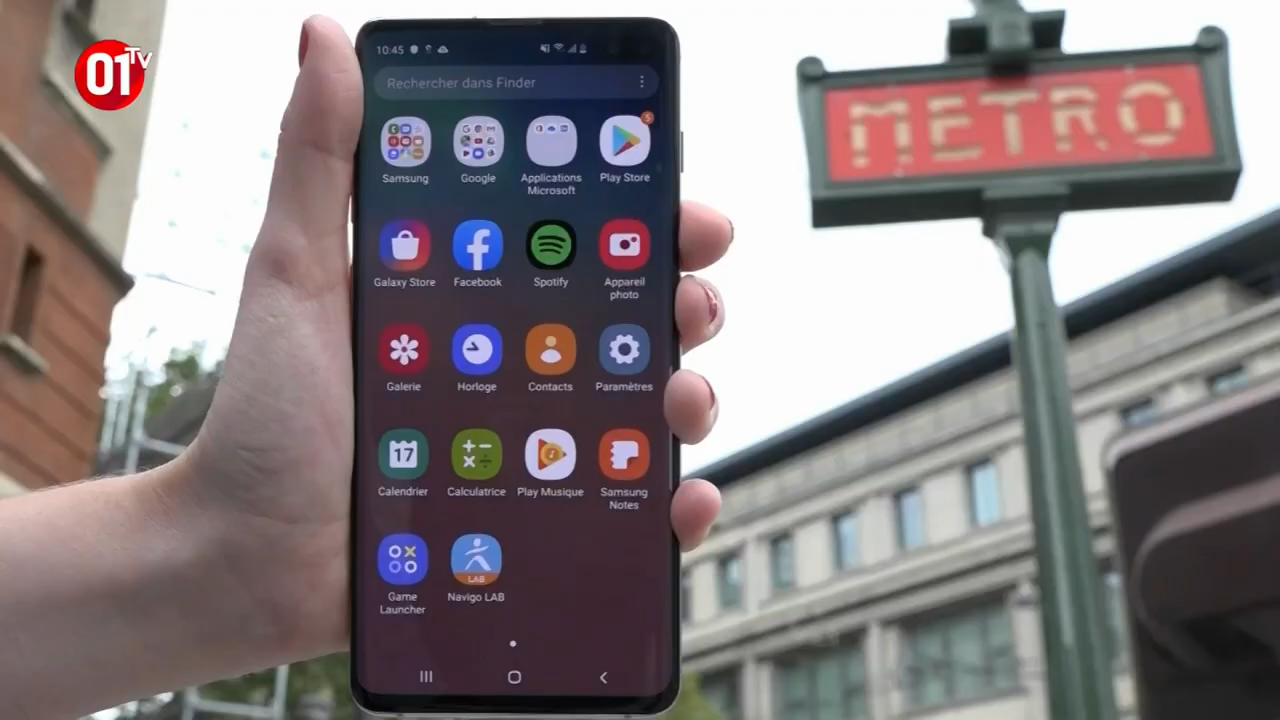 01TV
10:45
Rechercher dans Finder
5
Samsung
Google
Applications
Microsoft
Play Store
Galaxy Store
Facebook
Spotify
Appareil
photo
Galerie
Horloge
Contacts
Paramètres
17
Calendrier
Calculatrice
Play Musique
Samsung
Notes
LAB
Game
Launcher
Navigo LAB
METRO